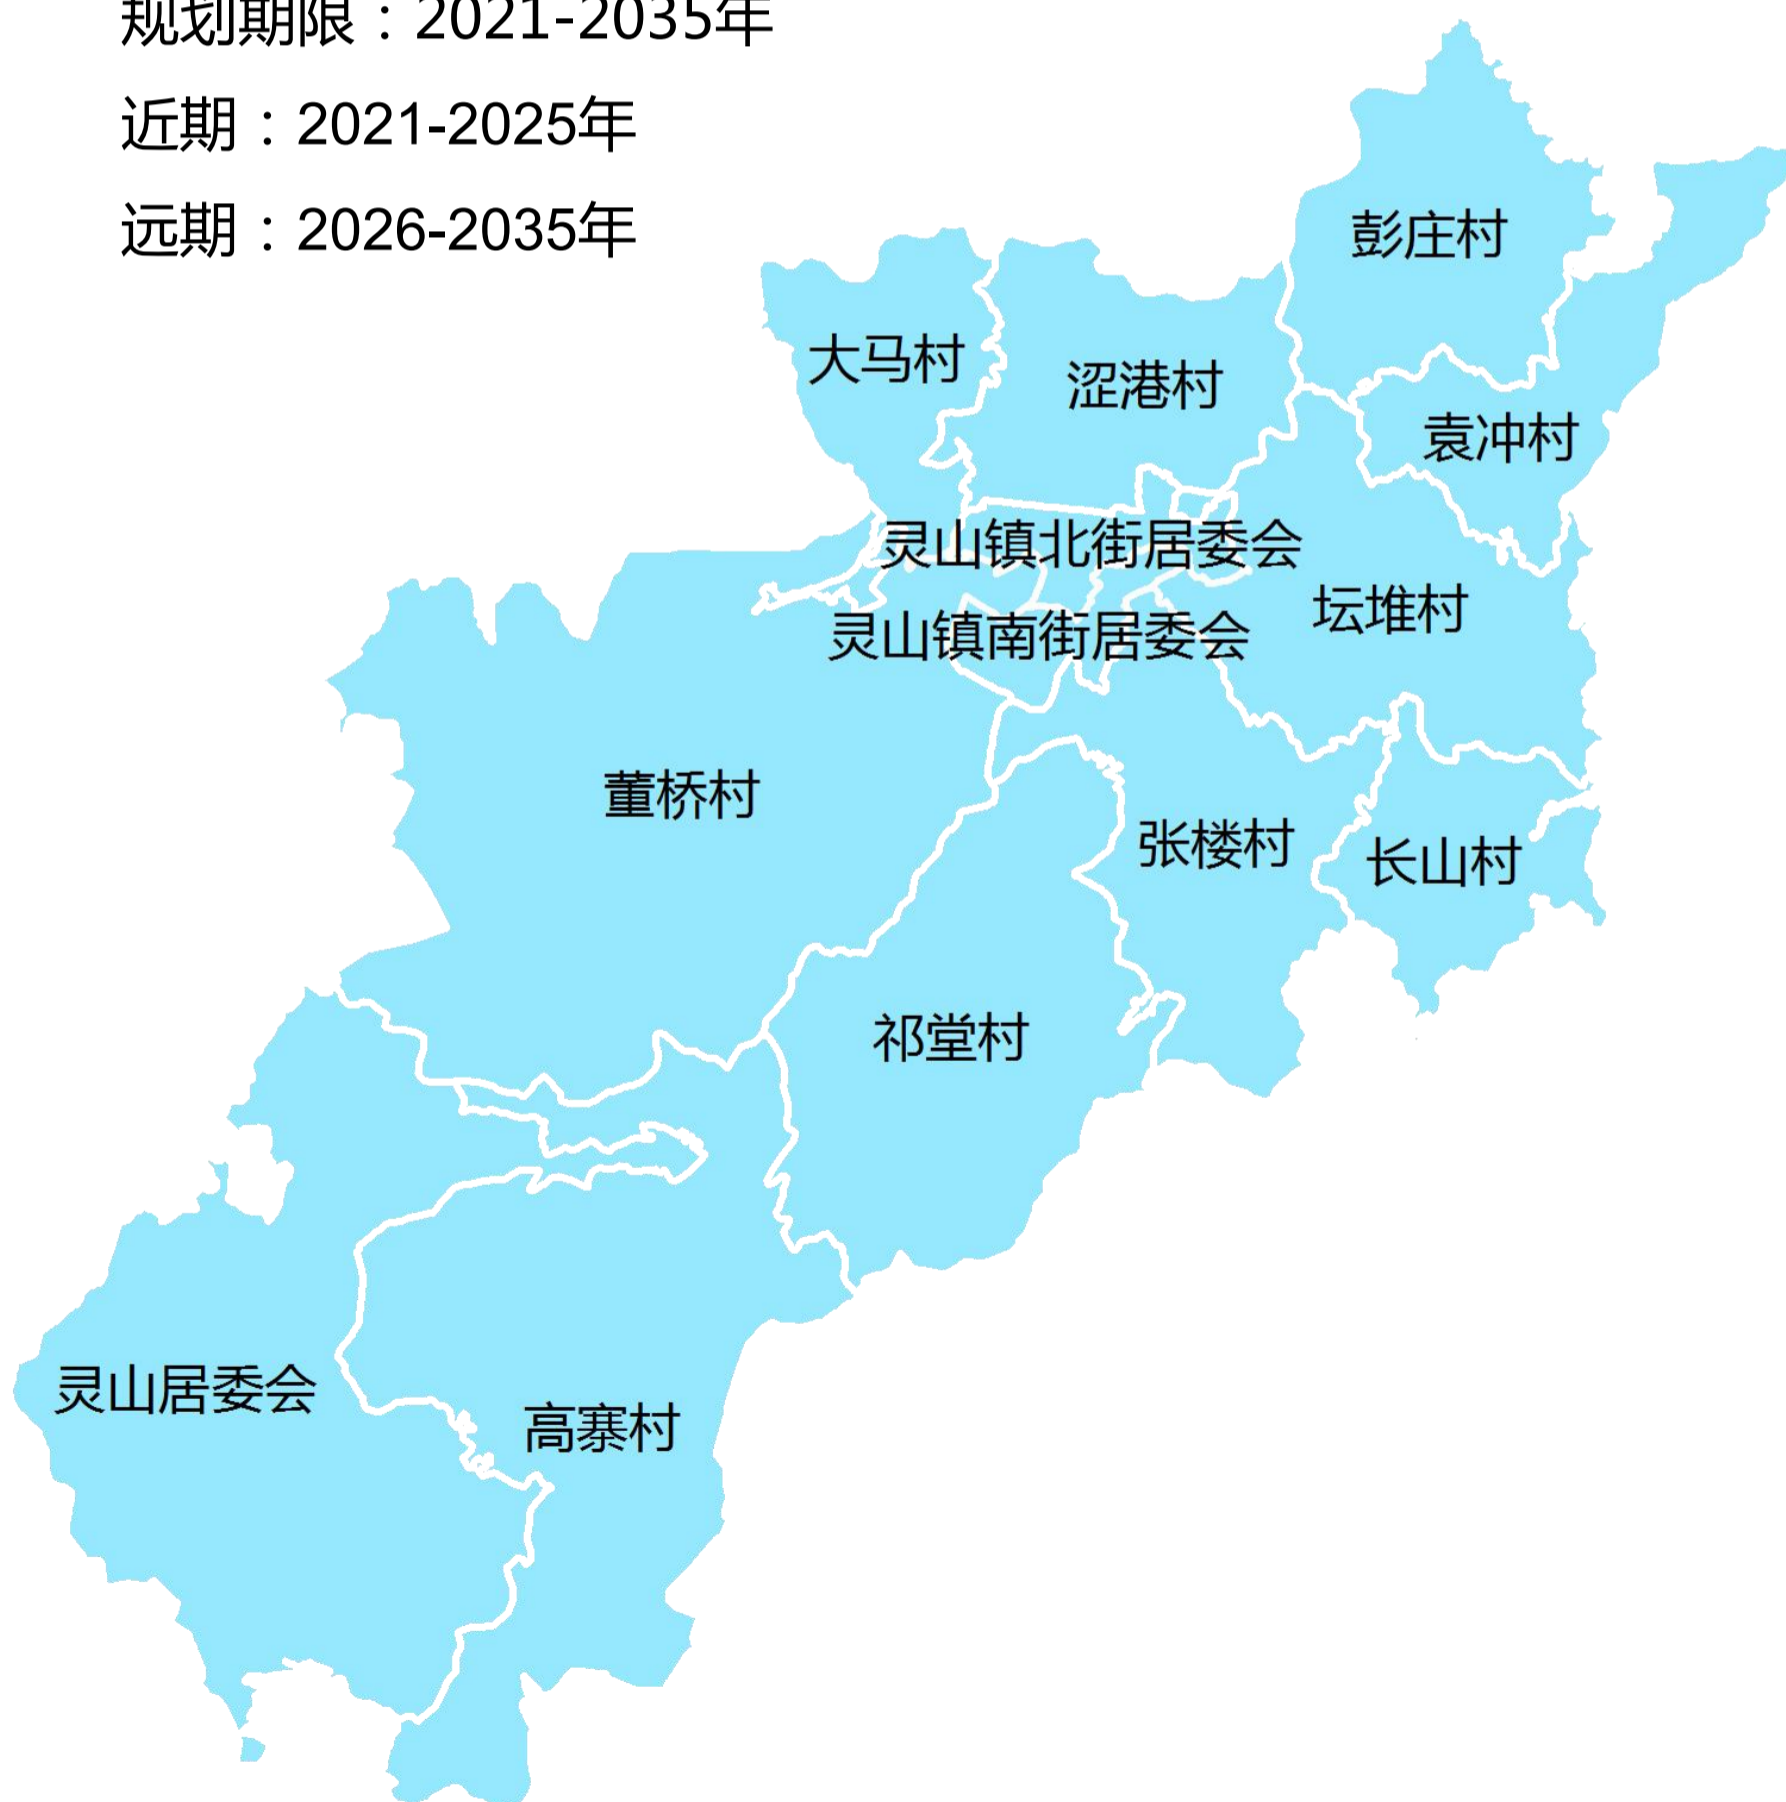 规划期限：2021-2035年
近期：2021-2025年
远期：2026-2035年
彭庄村
大马村
涩港村
袁冲村
灵山镇北街居委会
坛堆村
灵山镇南街居委会
董桥村
张楼村
长山村
祁堂村
灵山居委会
高寨村